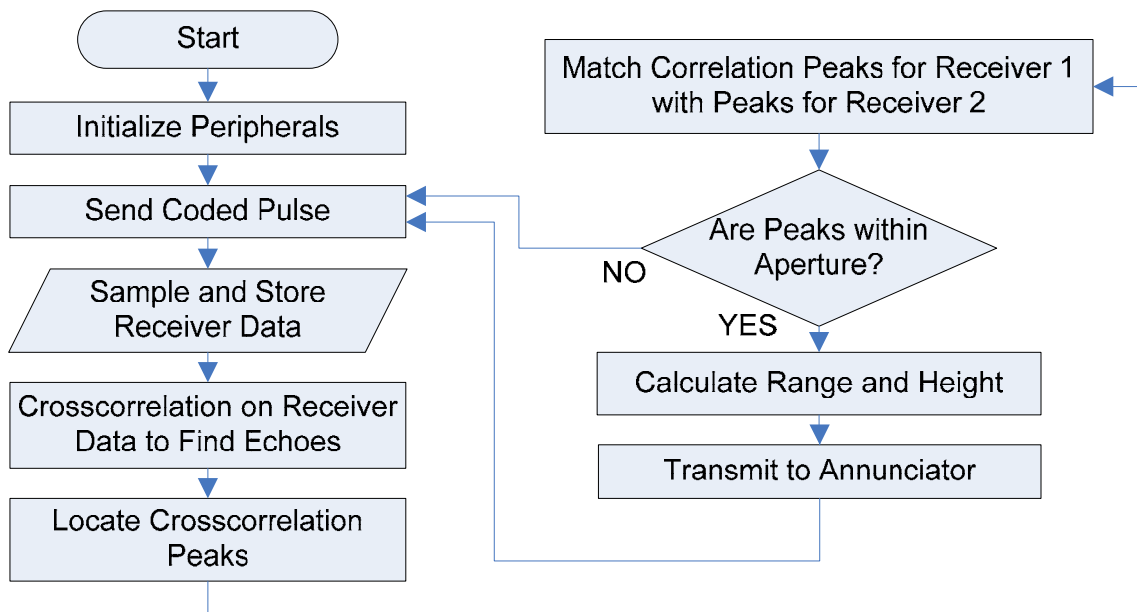 Start
Initialize Peripherals
Send Coded Pulse
Sample and Store
Receiver Data
Crosscorrelation on Receiver
Data to Find Echoes
Locate Crosscorrelation
Peaks
Match Correlation Peaks for Receiver 1
with Peaks for Receiver 2
Are Peaks within
Aperture?
NO
YES
Calculate Range and Height
Transmit to Annunciator